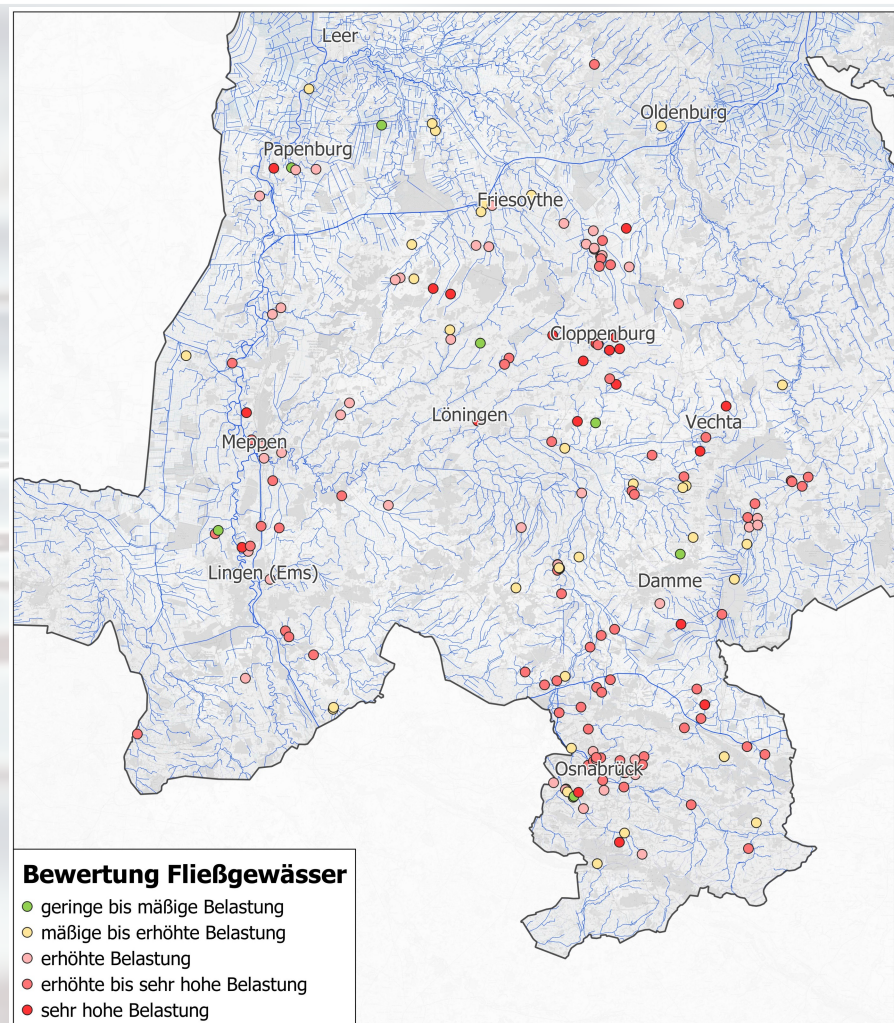 Leer
Oldenburg
Papenburg
Friesoythe
Cloppenburg
Löningen
Vechta
Meppen
Lingen (Ems)
Damme
Osnabrück
Bewertung Fließgewässer
geringe bis mäßige Belastung
mäßige bis erhöhte Belastung
erhöhte Belastung
erhöhte bis sehr hohe Belastung
sehr hohe Belastung